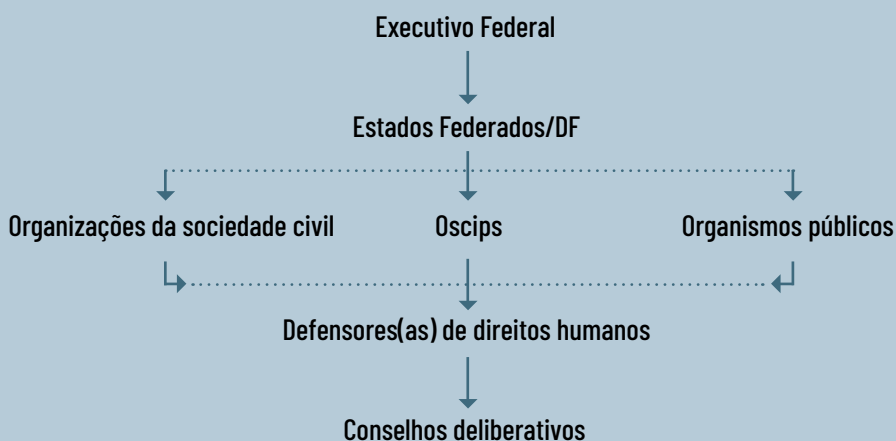 Executivo Federal
Estados Federados/DF
Organizações da sociedade civil
Oscips
Organismos públicos
Defensores(as) de direitos humanos
Conselhos deliberativos